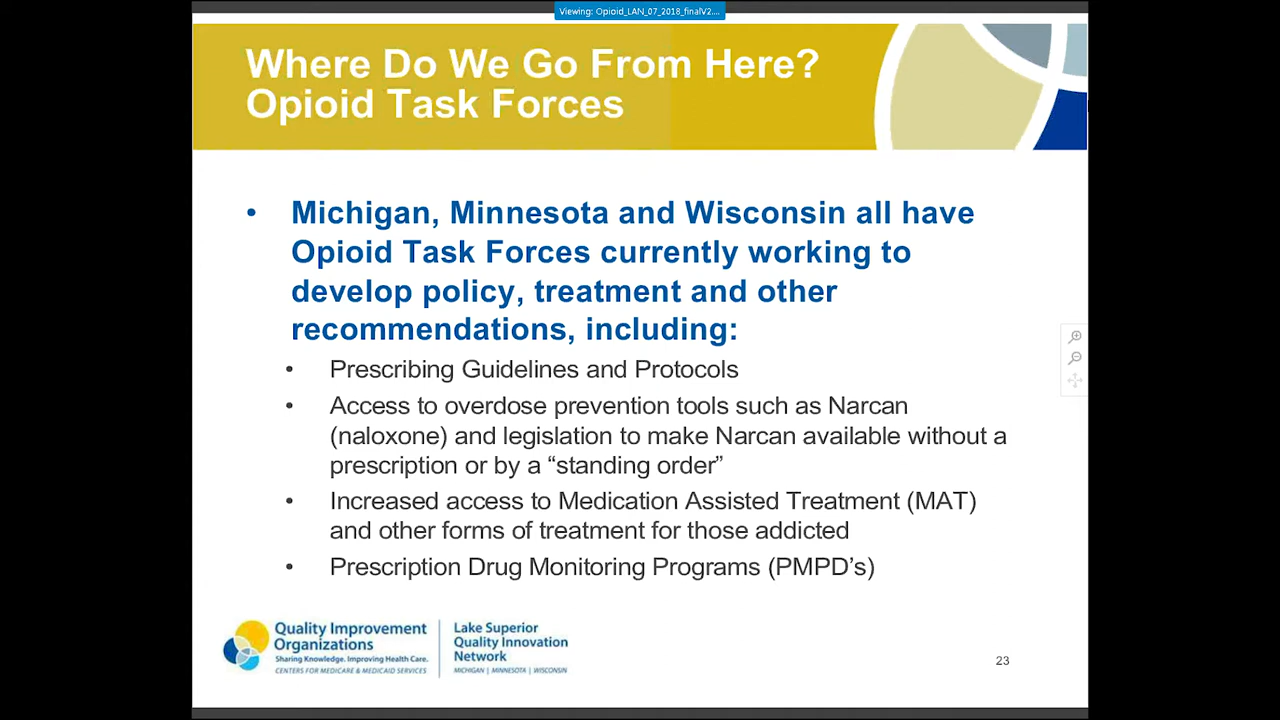 Viewing: Opioid_LAN_07_2018_finalV2....
Where Do We Go From Here?
Opioid Task Forces
• Michigan, Minnesota and Wisconsin all have
Opioid Task Forces currently working to
develop policy, treatment and other
recommendations, including:
• Prescribing Guidelines and Protocols
• Access to overdose prevention tools such as Narcan
(naloxone) and legislation to make Narcan available without a
prescription or by a “standing order”
• Increased access to Medication Assisted Treatment (MAT)
and other forms of treatment for those addicted
• Prescription Drug Monitoring Programs (PMPD’s)
Quality Improvement
Organizations
Sharing Knowledge. Improving Health Care.
CENTERS FOR MEDICARE & MEDICAID SERVICES
Lake Superior
Quality Innovation
Network
MICHIGAN | MINNESOTA | WISCONSIN
23